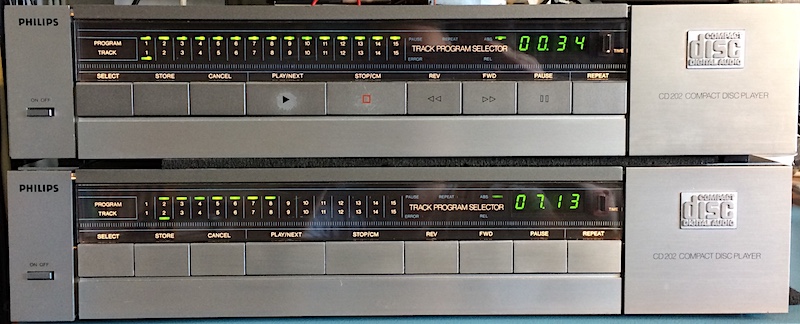 PHILIPS
PROGRAM 1 2 3 4 5 6 7 8 9 10 11 12 13 14 15
TRACK 1 2 3 4 5 6 7 8 9 10 11 12 13 14 15
PAUSE REPEAT ABS
TRACK PROGRAM SELECTOR
ERROR REL
00.34
TIME
SELECT STORE CANCEL PLAY/NEXT STOP/CM REV FWD PAUSE REPEAT
ON OFF
COMPACT
disc
DIGITAL AUDIO
CD202 COMPACT DISC PLAYER
PHILIPS
PROGRAM 1 2 3 4 5 6 7 8 9 10 11 12 13 14 15
TRACK 1 2 3 4 5 6 7 8 9 10 11 12 13 14 15
PAUSE REPEAT ABS
TRACK PROGRAM SELECTOR
ERROR REL
07.13
TIME
SELECT STORE CANCEL PLAY/NEXT STOP/CM REV FWD PAUSE REPEAT
ON OFF
COMPACT
disc
DIGITAL AUDIO
CD202 COMPACT DISC PLAYER